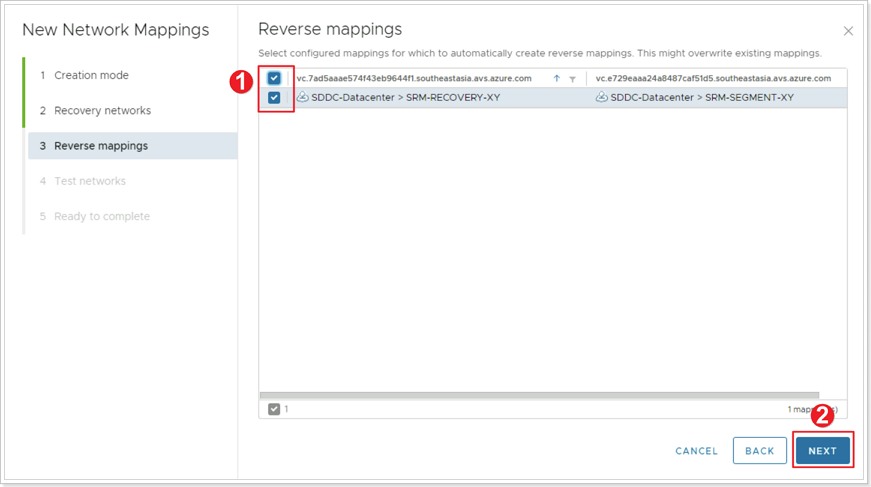 New Network Mappings
1 Creation mode
2 Recovery networks
3 Reverse mappings
4 Test networks
5 Ready to complete
Reverse mappings
Select configured mappings for which to automatically create reverse mappings. This might overwrite existing mappings.
1
vc.7ad5aaae574f43eb9644f1.southeastasia.avs.azure.com vc.e729eaaa24a8487caf51d5.southeastasia.avs.azure.com
SDDC-Datacenter > SRM-RECOVERY-XY SDDC-Datacenter > SRM-SEGMENT-XY
1 1
2
CANCEL BACK NEXT